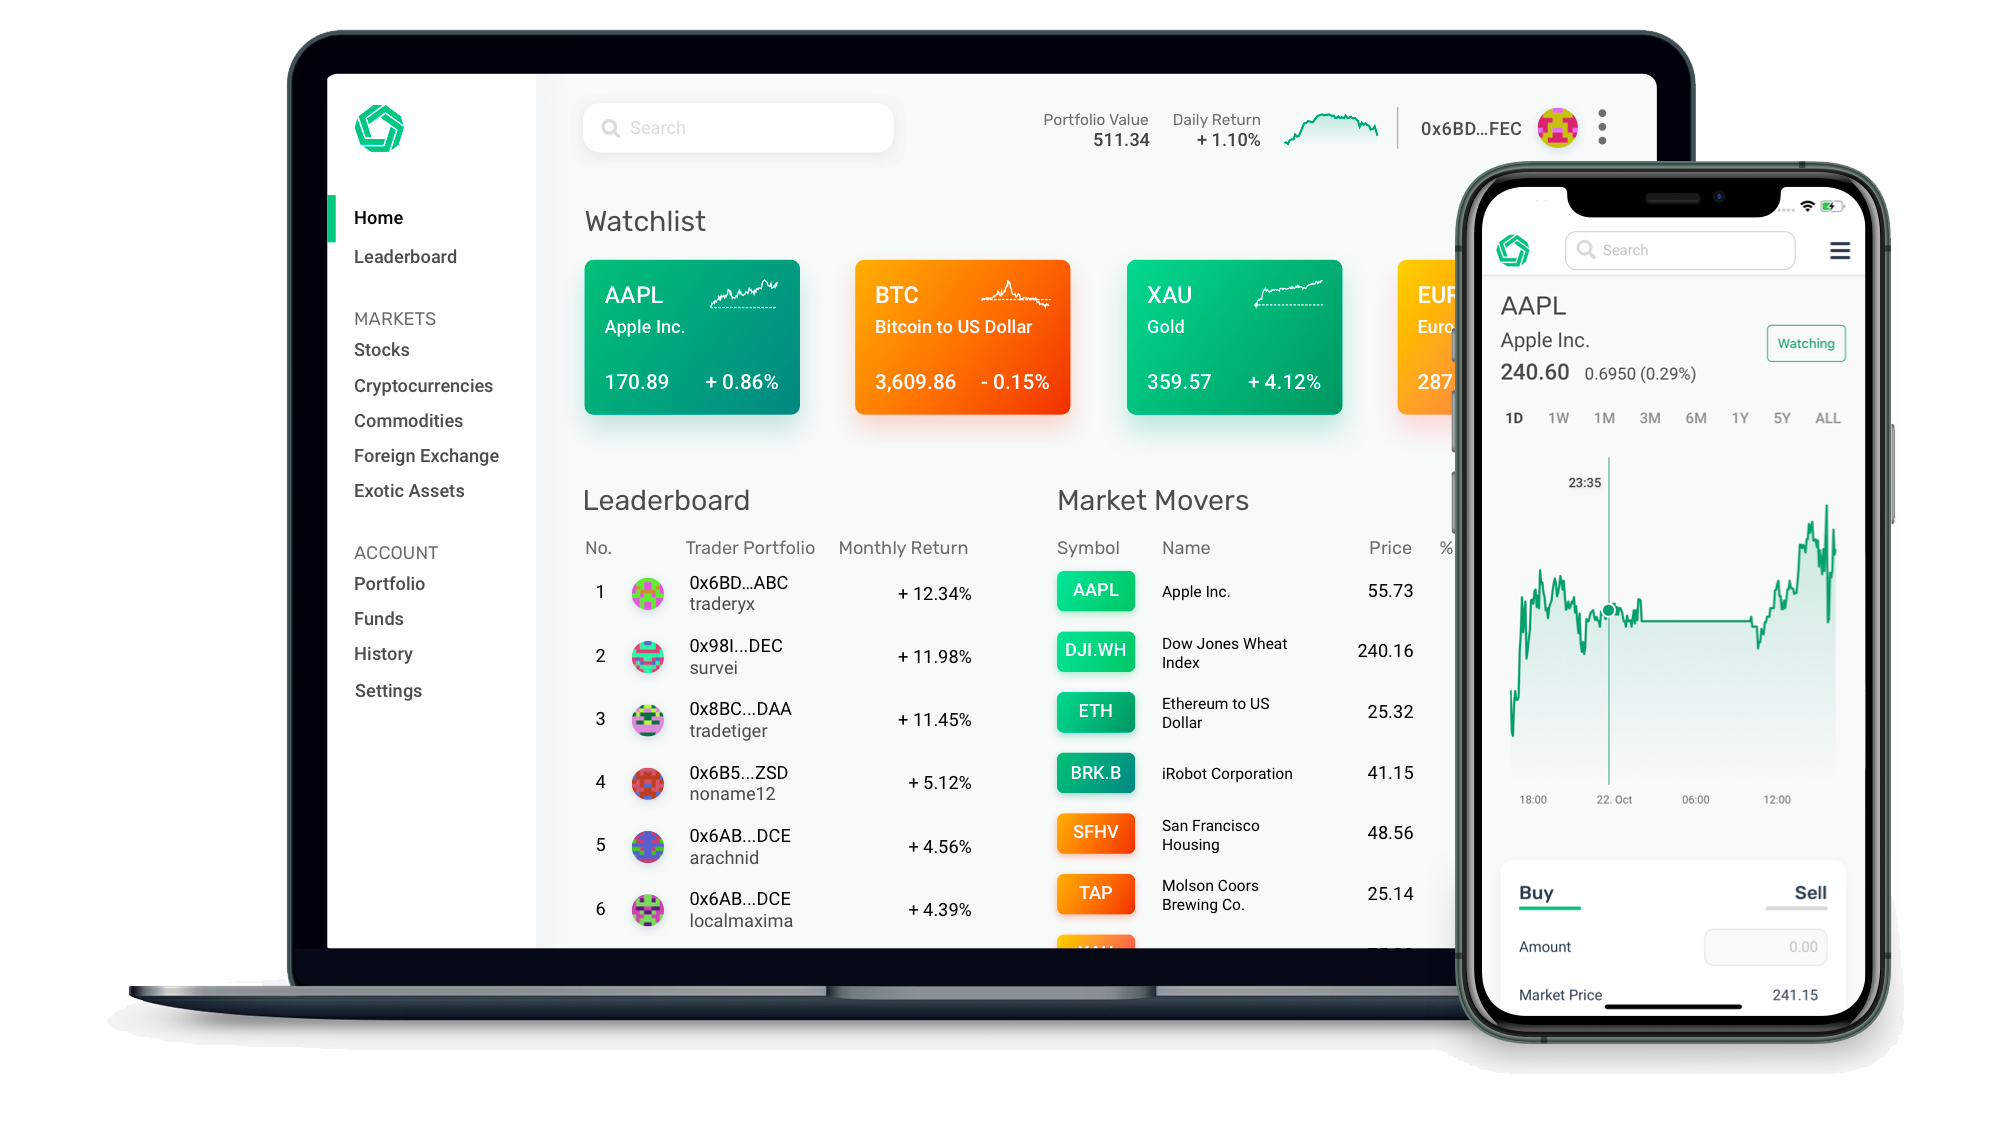 Search
Portfolio Value
511.34
Daily Return
+ 1.10%
0x6BD...FEC
Home
Leaderboard
MARKETS
Stocks
Cryptocurrencies
Commodities
Foreign Exchange
Exotic Assets
ACCOUNT
Portfolio
Funds
History
Settings
Watchlist
AAPL
Apple Inc.
170.89 + 0.86%
BTC
Bitcoin to US Dollar
3,609.86 - 0.15%
XAU
Gold
359.57 + 4.12%
EUR
Euro
287.
Leaderboard
No. Trader Portfolio Monthly Return
1 0x6BD...ABC + 12.34%
traderyx
2 0x98I...DEC + 11.98%
survei
3 0x8BC...DAA + 11.45%
tradetiger
4 0x6B5...ZSD + 5.12%
noname12
5 0x6AB...DCE + 4.56%
arachnid
6 0x6AB...DCE + 4.39%
localmaxima
Market Movers
Symbol Name Price %
AAPL Apple Inc. 55.73
DJI.WH Dow Jones Wheat 240.16
Index
ETH Ethereum to US 25.32
Dollar
BRK.B iRobot Corporation 41.15
SFHV San Francisco 48.56
Housing
TAP Molson Coors 25.14
Brewing Co.
Search
AAPL
Apple Inc.
240.60 0.6950 (0.29%)
Watching
1D 1W 1M 3M 6M 1Y 5Y ALL
23:35
18:00 22. Oct 06:00 12:00
Buy Sell
Amount 0.00
Market Price 241.15